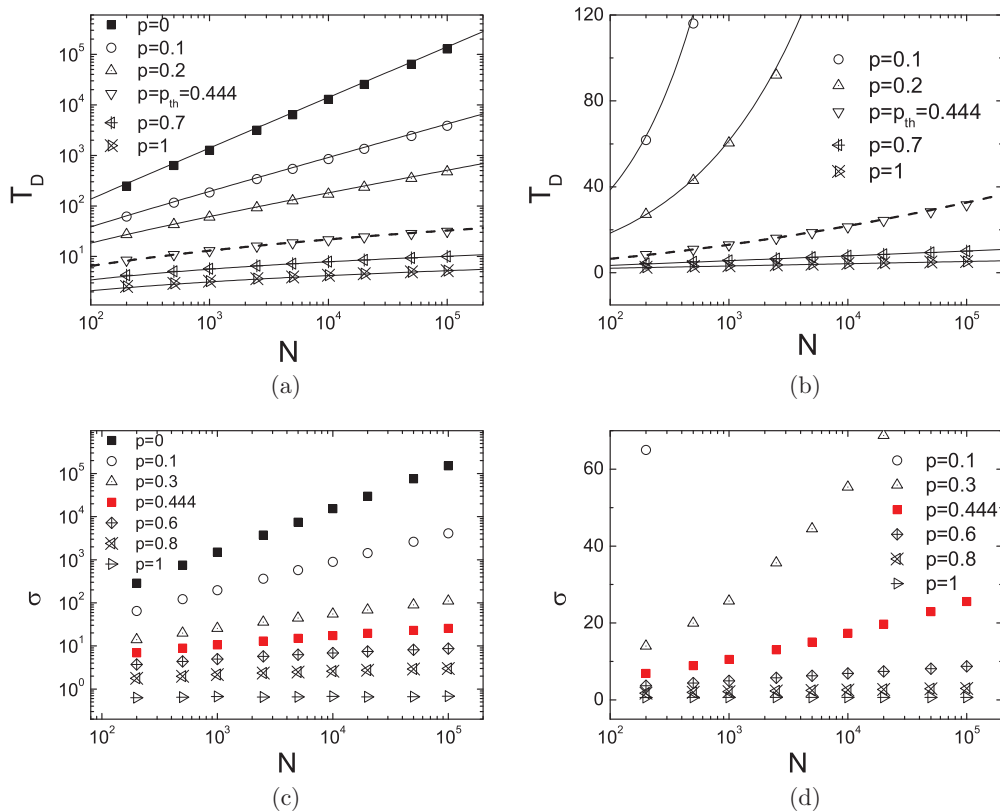 10^5
10^4
10^3
10^2
10^1
T_D
p=0
p=0.1
p=0.2
p=p_th=0.444
p=0.7
p=1
10^2 10^3 10^4 10^5
N
(a)
120
80
40
0
T_D
p=0.1
p=0.2
p=p_th=0.444
p=0.7
p=1
10^2 10^3 10^4 10^5
N
(b)
10^5
10^4
10^3
10^2
10^1
10^0
σ
p=0
p=0.1
p=0.3
p=0.444
p=0.6
p=0.8
p=1
10^2 10^3 10^4 10^5
N
(c)
60
40
20
0
σ
p=0.1
p=0.3
p=0.444
p=0.6
p=0.8
p=1
10^2 10^3 10^4 10^5
N
(d)